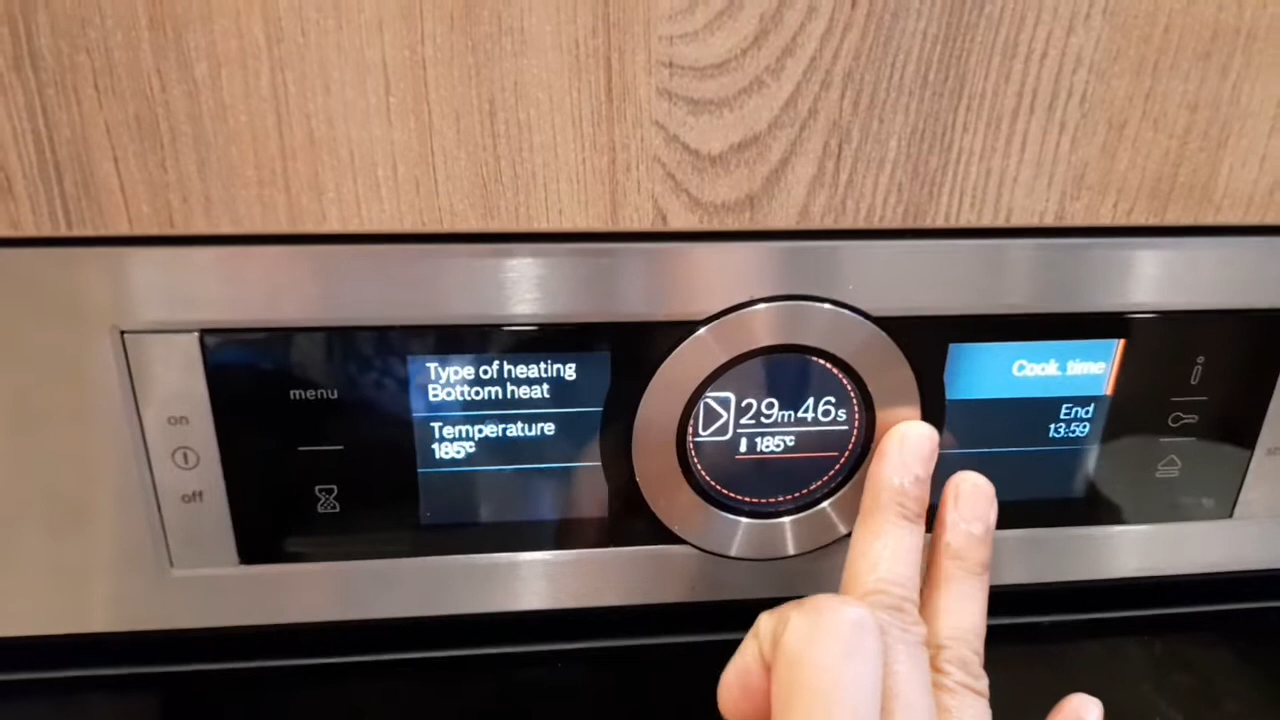 on
off
menu
Type of heating
Bottom heat
Temperature
185℃
29m46s
185℃
Cook. time
End
13:59